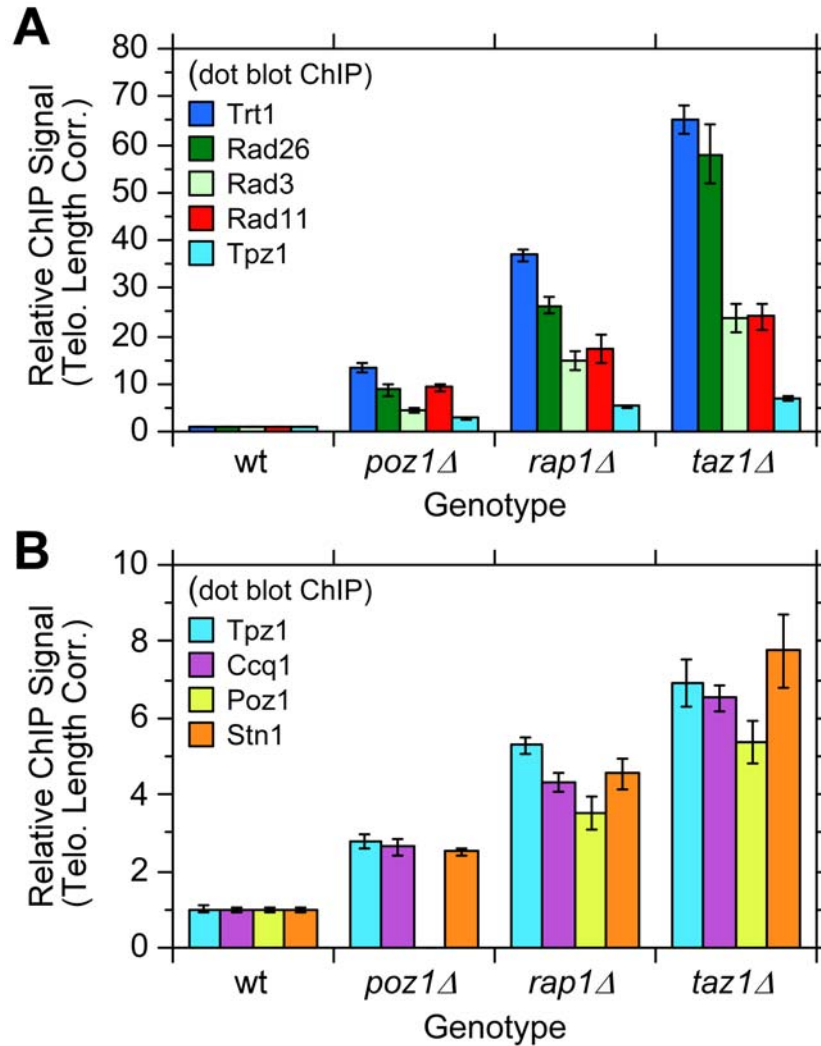 A
80
70
60
50
40
30
20
10
0
Relative ChIP Signal
(Telo. Length Corr.)
(dot blot ChIP)
Trt1
Rad26
Rad3
Rad11
Tpz1
wt poz1Δ rap1Δ taz1Δ
Genotype
B
10
8
6
4
2
0
Relative ChIP Signal
(Telo. Length Corr.)
(dot blot ChIP)
Tpz1
Ccq1
Poz1
Stn1
wt poz1Δ rap1Δ taz1Δ
Genotype